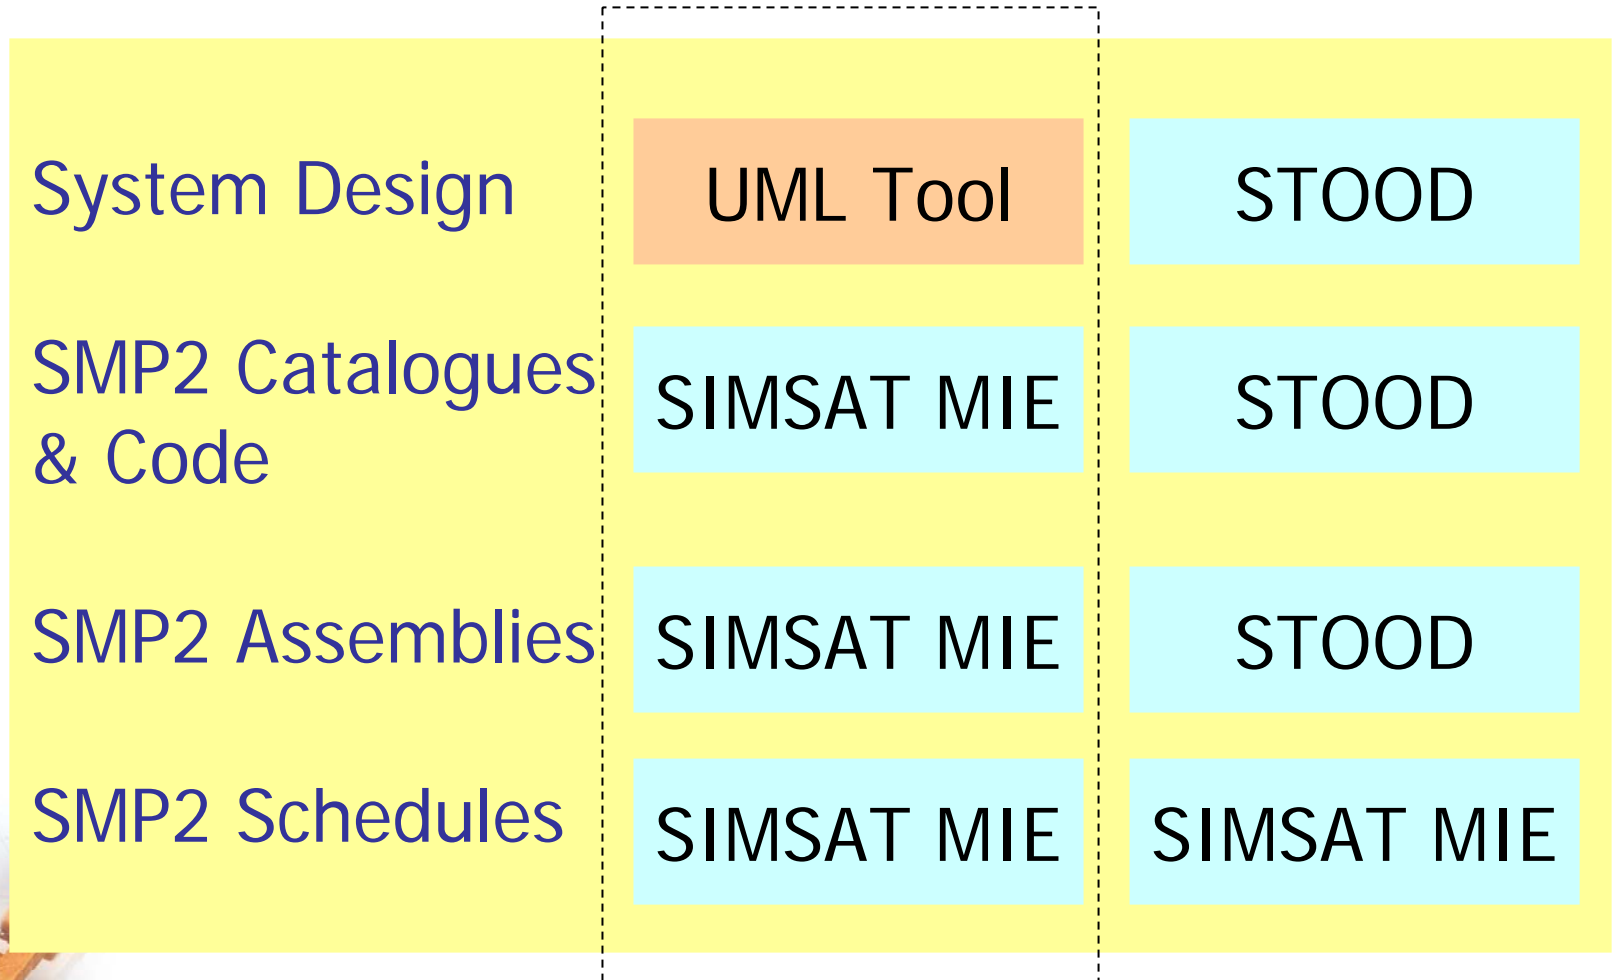 System Design
UML Tool
STOOD
SMP2 Catalogues
& Code
SIMSAT MIE
STOOD
SMP2 Assemblies
SIMSAT MIE
STOOD
SMP2 Schedules
SIMSAT MIE
SIMSAT MIE